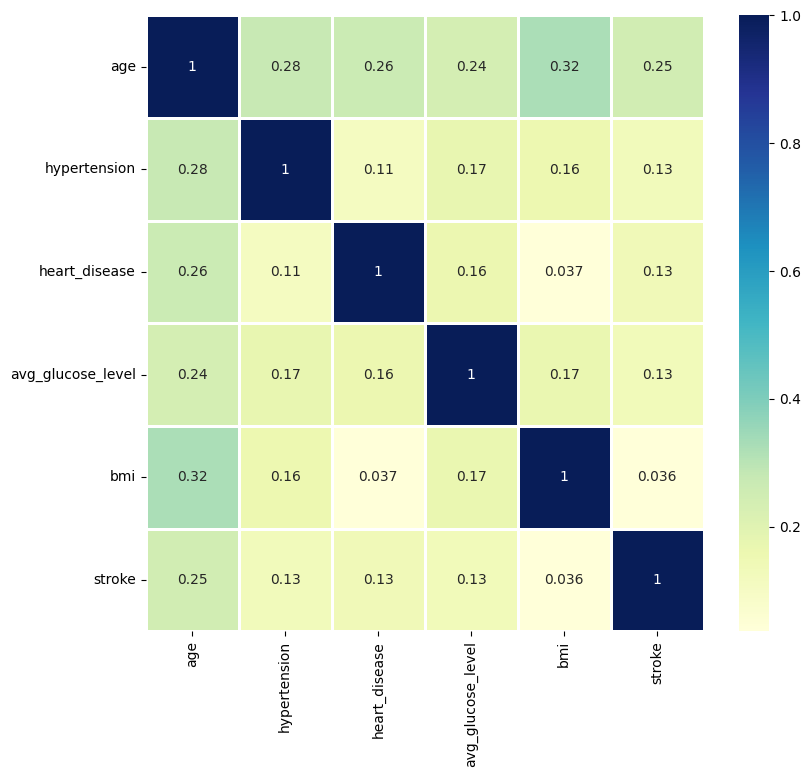 1.0
age
1 0.28 0.26 0.24 0.32 0.25
0.8
hypertension
0.28 1 0.11 0.17 0.16 0.13
heart_disease
0.26 0.11 1 0.16 0.037 0.13
0.6
avg_glucose_level
0.24 0.17 0.16 1 0.17 0.13
0.4
bmi
0.32 0.16 0.037 0.17 1 0.036
0.2
stroke
0.25 0.13 0.13 0.13 0.036 1
age
hypertension
heart_disease
avg_glucose_level
bmi
stroke